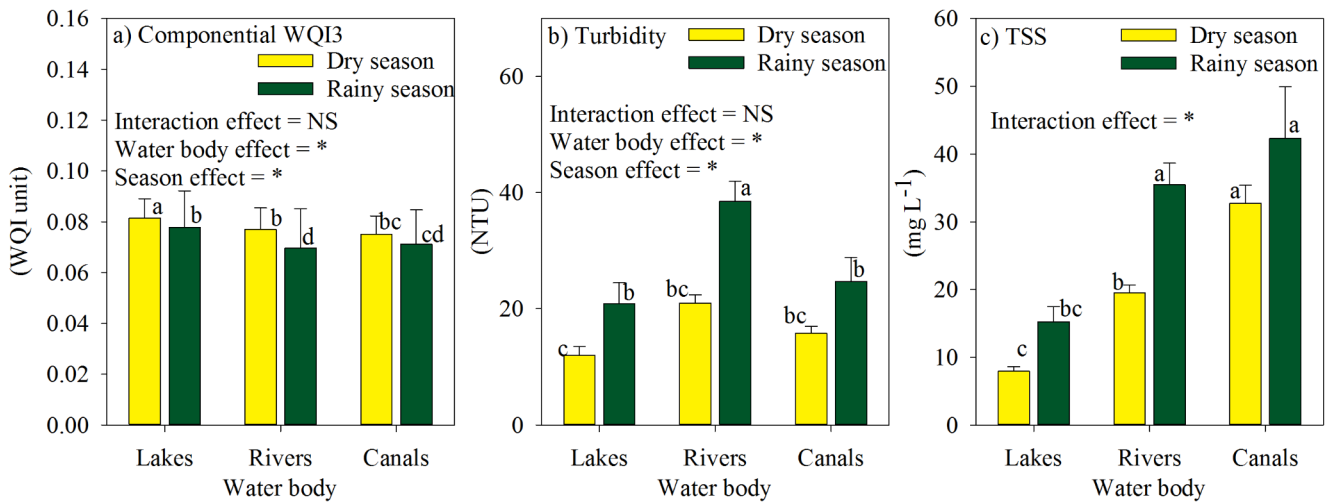 a) Componential WQI3
Dry season
Rainy season
Interaction effect = NS
Water body effect = *
Season effect = *
(WQI unit)
0.16
0.14
0.12
0.10
0.08
0.06
0.04
0.02
0.00
a
b
b
d
bc
cd
Lakes
Rivers
Canals
Water body
b) Turbidity
Dry season
Rainy season
Interaction effect = NS
Water body effect = *
Season effect = *
(NTU)
60
40
20
0
c
b
bc
a
bc
b
Lakes
Rivers
Canals
Water body
c) TSS
Dry season
Rainy season
Interaction effect = *
(mg L⁻¹)
60
50
40
30
20
10
0
c
bc
b
a
a
a
Lakes
Rivers
Canals
Water body